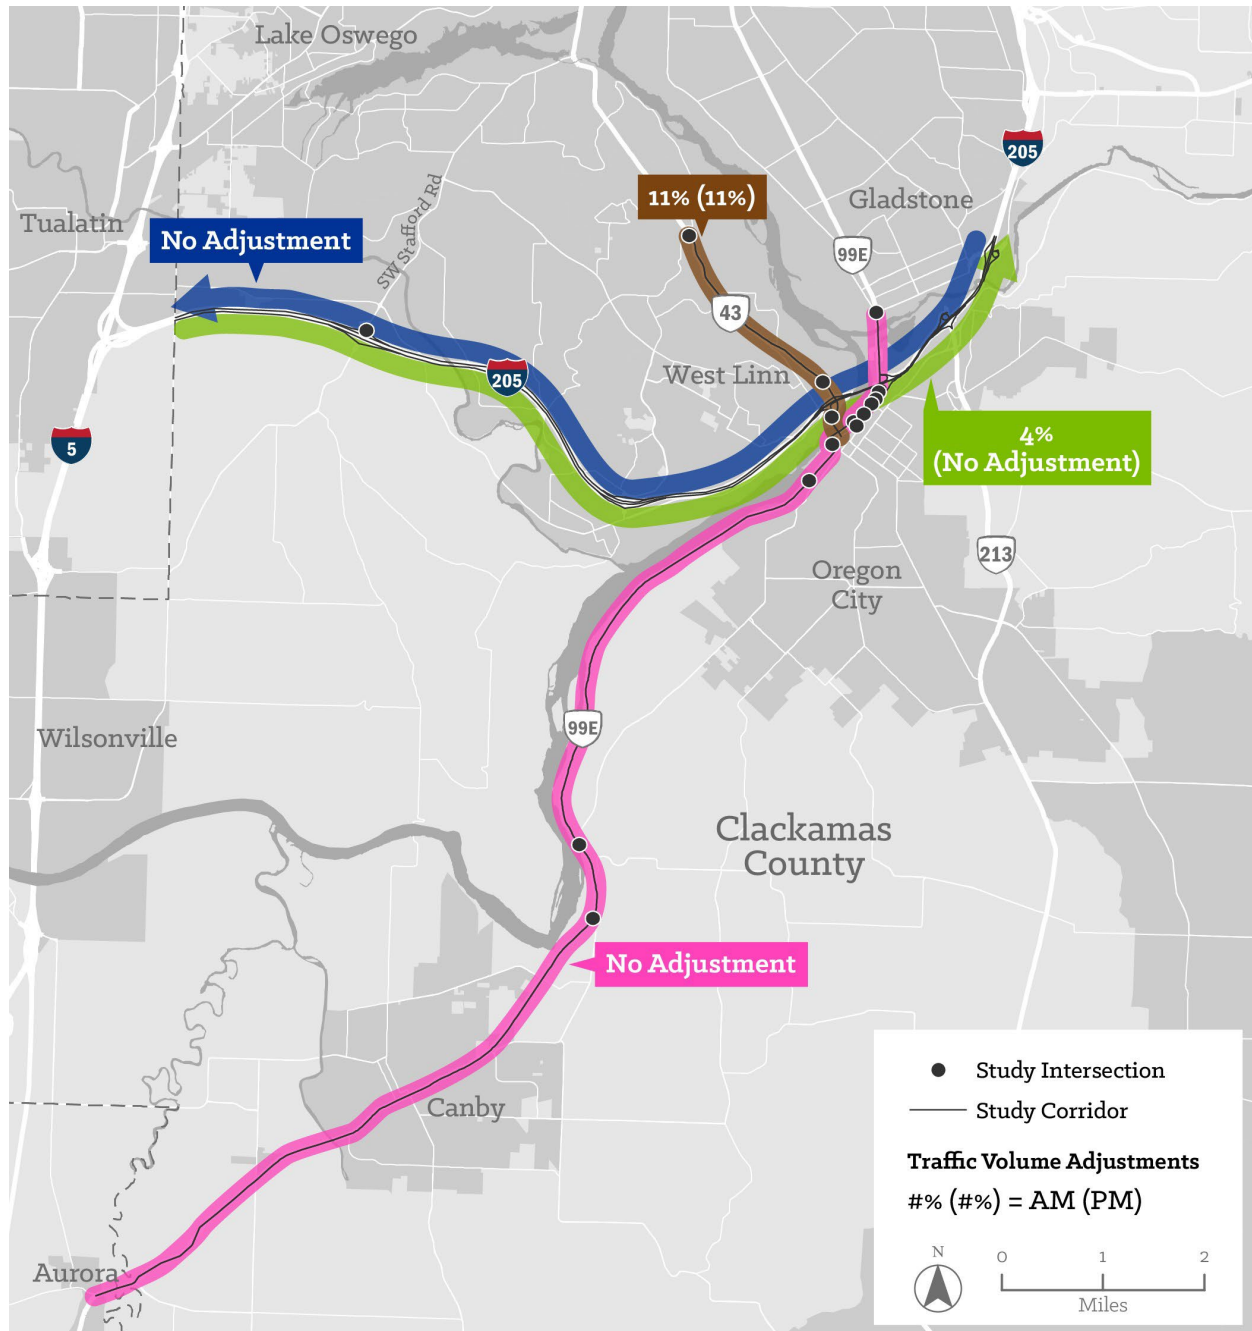 Lake Oswego
205
Tualatin
SW Stafford Rd
11% (11%)
Gladstone
No Adjustment
99E
43
West Linn
205
5
4%
(No Adjustment)
213
Oregon
City
99E
Wilsonville
Clackamas
County
No Adjustment
Canby
Aurora
Study Intersection
Study Corridor
Traffic Volume Adjustments
#% (#%) = AM (PM)
N
0 1 2
Miles